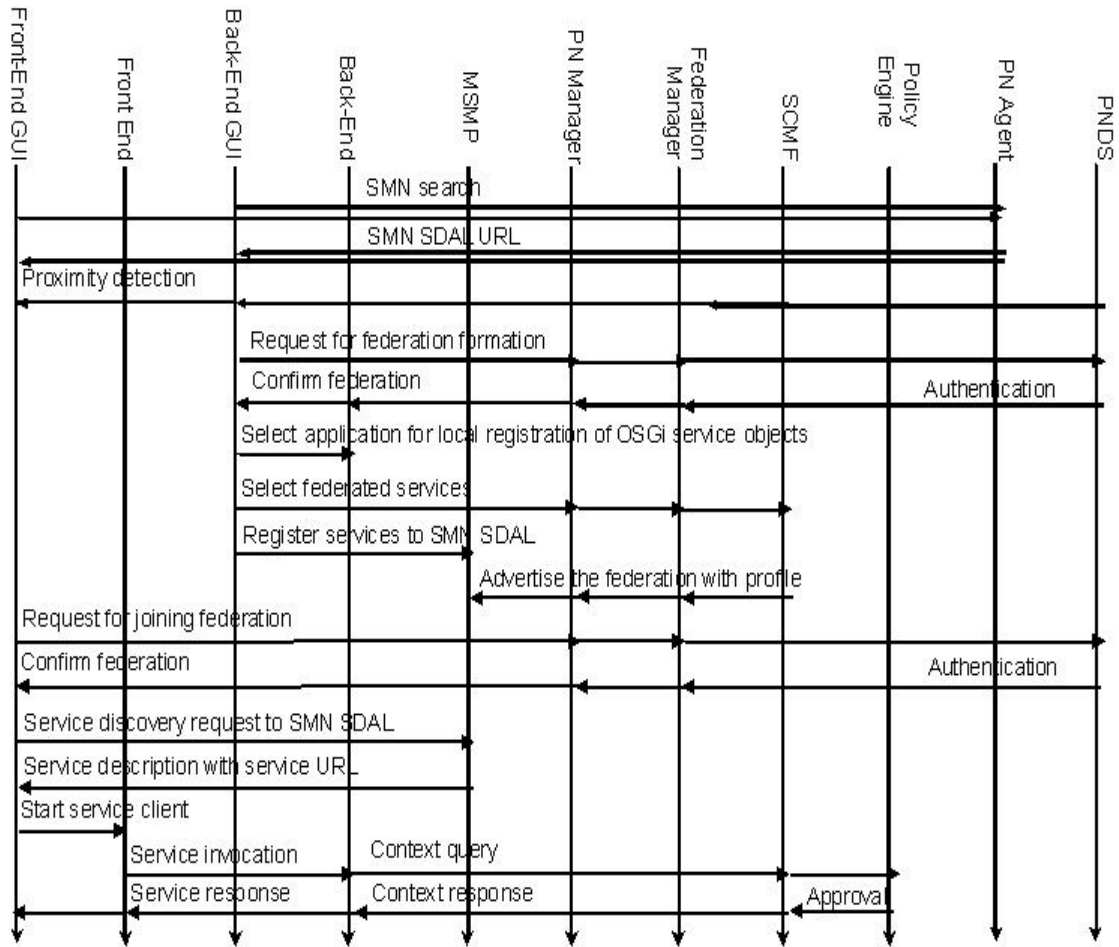 Front-End GUI
Front End
Back-End GUI
Back-End
MSMP
PN Manager
Federation
Manager
SCMF
Policy
Engine
PN Agent
PNDS
SMN search
SMN SDAL URL
Proximity detection
Request for federation formation
Confirm federation
Authentication
Select application for local registration of OSGi service objects
Select federated services
Register services to SMN SDAL
Advertise the federation with profile
Request for joining federation
Confirm federation
Authentication
Service discovery request to SMN SDAL
Service description with service URL
Start service client
Service invocation
Context query
Service response
Context response
Approval